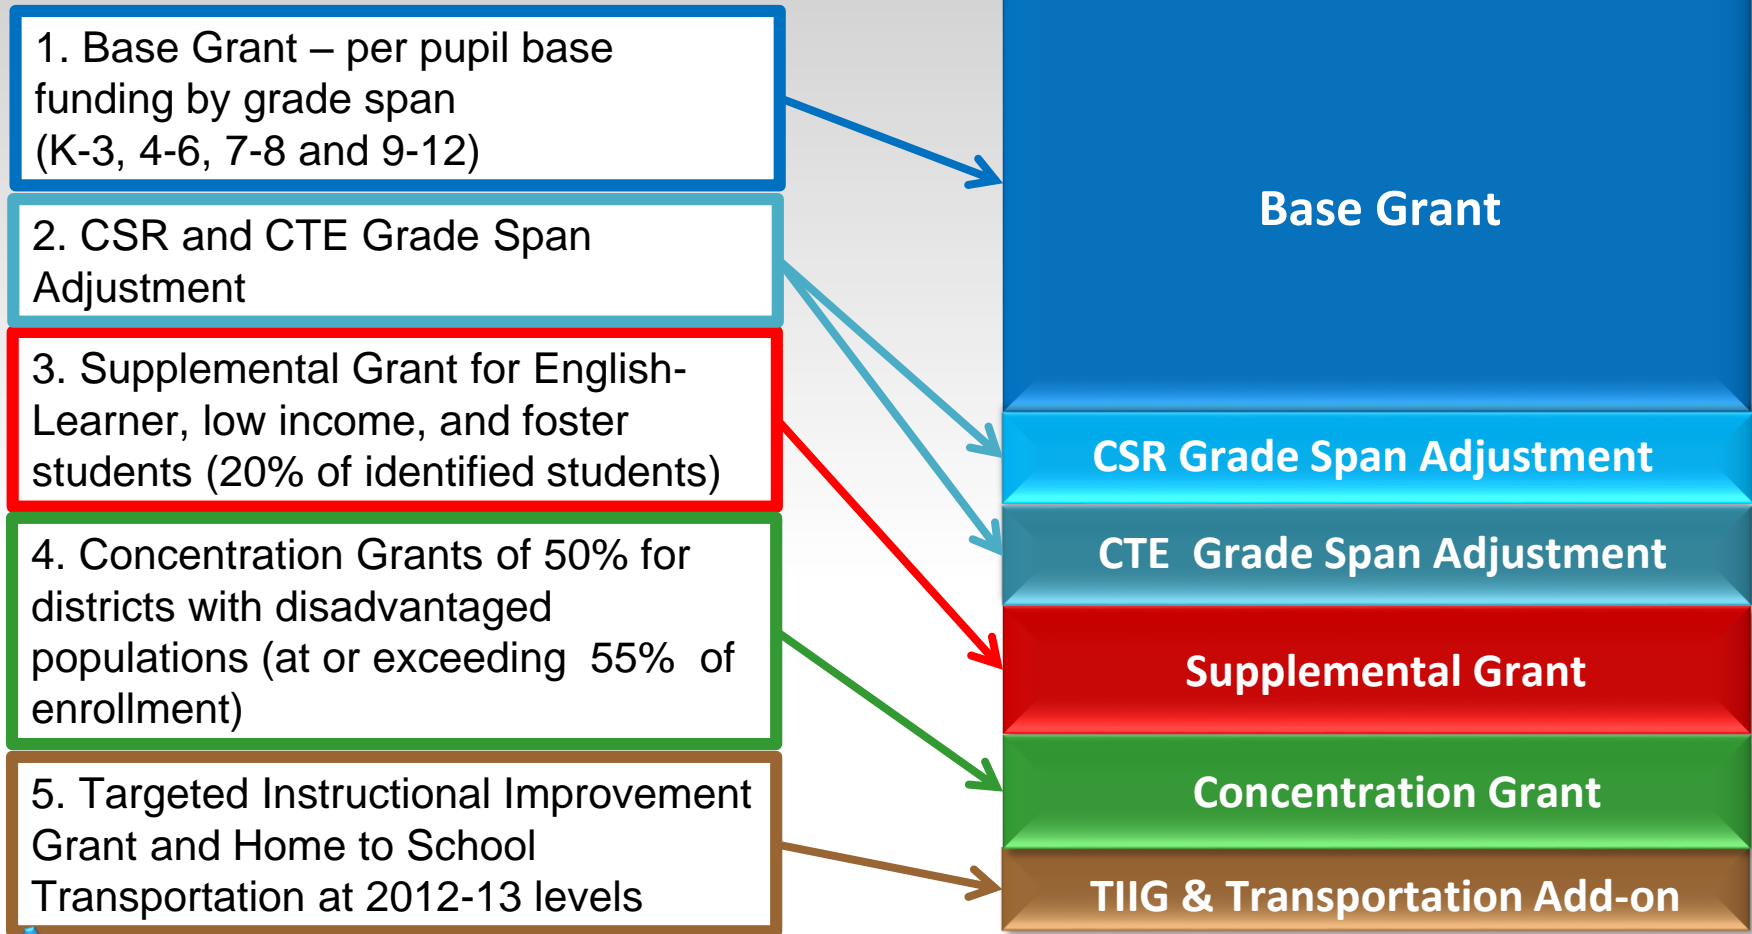 1. Base Grant – per pupil base
funding by grade span
(K-3, 4-6, 7-8 and 9-12)
2. CSR and CTE Grade Span
Adjustment
3. Supplemental Grant for English-
Learner, low income, and foster
students (20% of identified students)
4. Concentration Grants of 50% for
districts with disadvantaged
populations (at or exceeding 55% of
enrollment)
5. Targeted Instructional Improvement
Grant and Home to School
Transportation at 2012-13 levels
Base Grant
CSR Grade Span Adjustment
CTE Grade Span Adjustment
Supplemental Grant
Concentration Grant
TIIG & Transportation Add-on